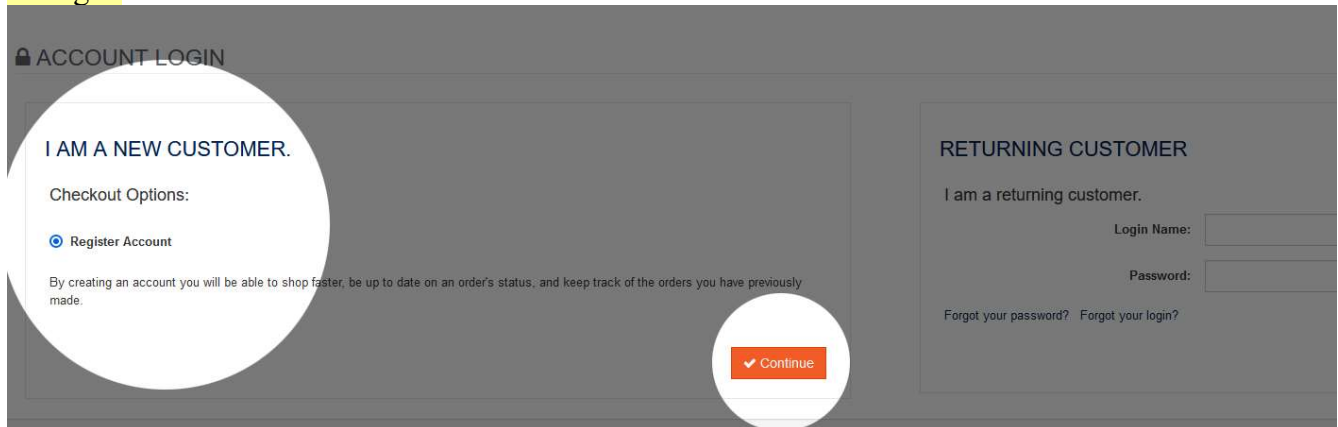 ACCOUNT LOGIN
I AM A NEW CUSTOMER.
Checkout Options:
Register Account
By creating an account you will be able to shop faster, be up to date on an order's status, and keep track of the orders you have previously
made.
Continue
RETURNING CUSTOMER
I am a returning customer.
Login Name:
Password:
Forgot your password? Forgot your login?